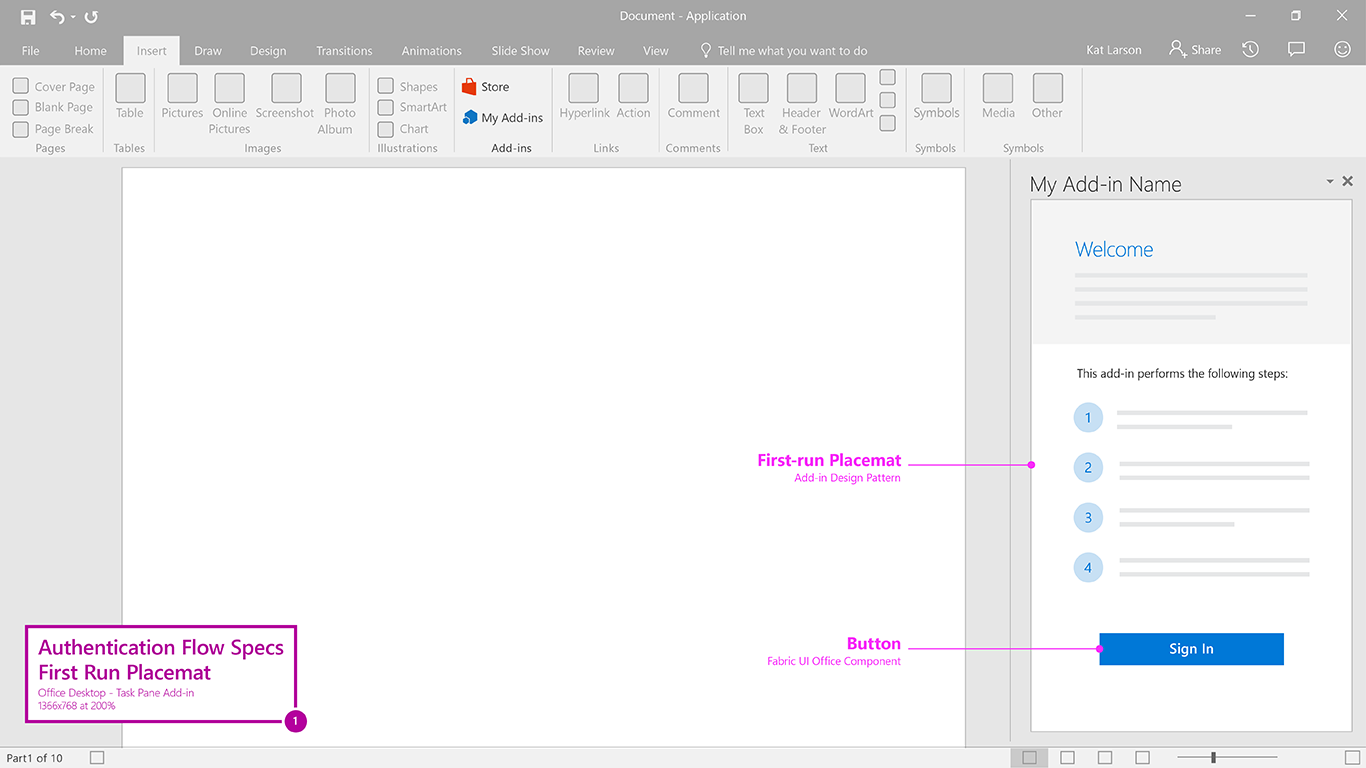 Document - Application
File Home Insert Draw Design Transitions Animations Slide Show Review View Tell me what you want to do Kat Larson Share
Cover Page
Blank Page
Page Break
Pages
Table
Tables
Pictures
Online
Pictures
Screenshot
Photo
Album
Images
Shapes
SmartArt
Chart
Illustrations
Store
My Add-ins
Add-ins
Hyperlink
Action
Links
Comment
Comments
Text
Box
Header
& Footer
WordArt
Text
Symbols
Symbols
Media
Other
Symbols
My Add-in Name
Welcome
This add-in performs the following steps:
1
2
3
4
Sign In
First-run Placemat
Add-in Design Pattern
Button
Fabric UI Office Component
Authentication Flow Specs
First Run Placemat
Office Desktop - Task Pane Add-in
1366x768 at 200%
1
Part1 of 10